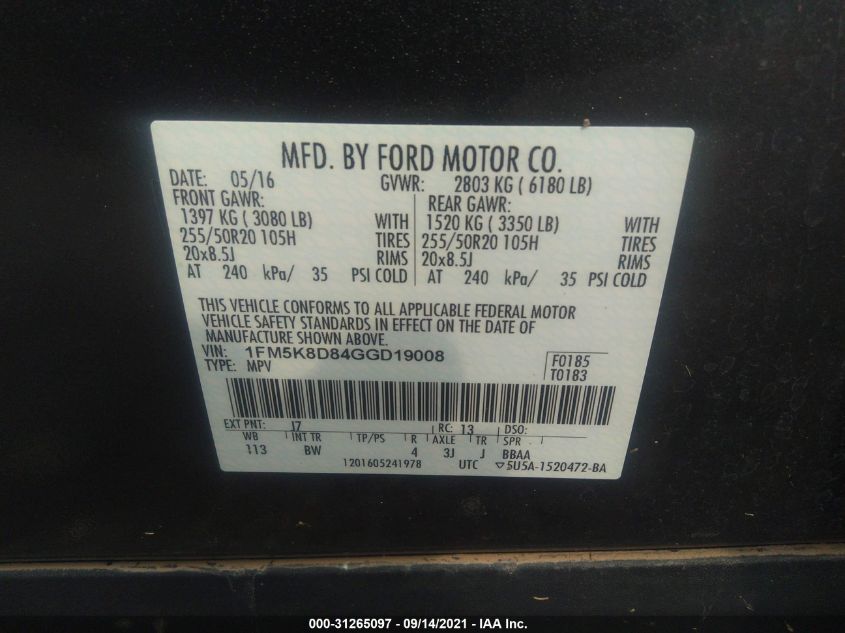 MFD. BY FORD MOTOR CO.
DATE: 05/16 GVWR: 2803 KG ( 6180 LB)
FRONT GAWR: REAR GAWR:
1397 KG ( 3080 LB) WITH 1520 KG ( 3350 LB) WITH
255/50R20 105H TIRES 255/50R20 105H TIRES
20x8.5J RIMS 20x8.5J RIMS
AT 240 kPa/ 35 PSI COLD AT 240 kPa/ 35 PSI COLD
THIS VEHICLE CONFORMS TO ALL APPLICABLE FEDERAL MOTOR
VEHICLE SAFETY STANDARDS IN EFFECT ON THE DATE OF
MANUFACTURE SHOWN ABOVE.
VIN: 1FM5K8D84GGD19008 F0185
TYPE: MPV T0183
EXT PNT: J7 RC: 13 DSO:
WB INT TR TP/PS R AXLE TR SPR
113 BW 4 3J J BBAA
1201605241978 UTC ▽5U5A-1520472-BA
000-31265097 - 09/14/2021 - IAA Inc.